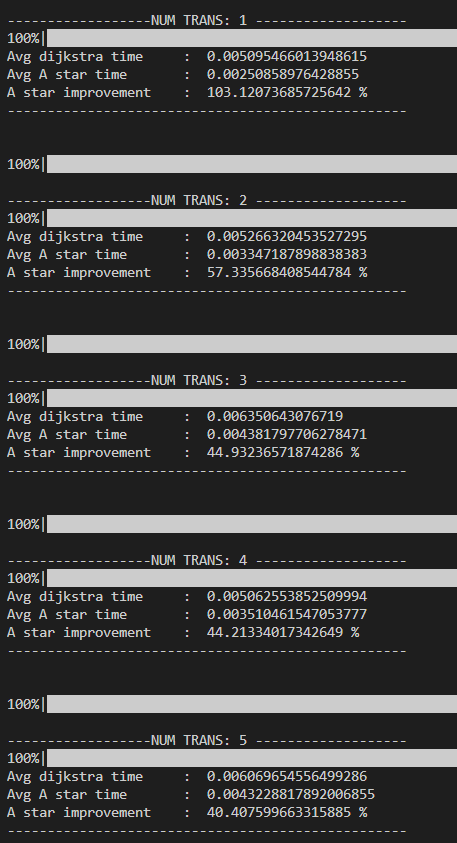 ------------------NUM TRANS: 1 -------------------
100%|
Avg dijkstra time     :  0.005095466013948615
Avg A star time       :  0.00250858976428855
A star improvement    :  103.12073685725642 %
--------------------------------------------------
100%|
------------------NUM TRANS: 2 -------------------
100%|
Avg dijkstra time     :  0.005266320453527295
Avg A star time       :  0.003347187898838383
A star improvement    :  57.335668408544784 %
--------------------------------------------------
100%|
------------------NUM TRANS: 3 -------------------
100%|
Avg dijkstra time     :  0.006350643076719
Avg A star time       :  0.004381797706278471
A star improvement    :  44.93236571874286 %
--------------------------------------------------
100%|
------------------NUM TRANS: 4 -------------------
100%|
Avg dijkstra time     :  0.005062553852509994
Avg A star time       :  0.003510461547053777
A star improvement    :  44.21334017342649 %
--------------------------------------------------
100%|
------------------NUM TRANS: 5 -------------------
100%|
Avg dijkstra time     :  0.006069654556499286
Avg A star time       :  0.0043228817892006855
A star improvement    :  40.407599663315885 %
--------------------------------------------------